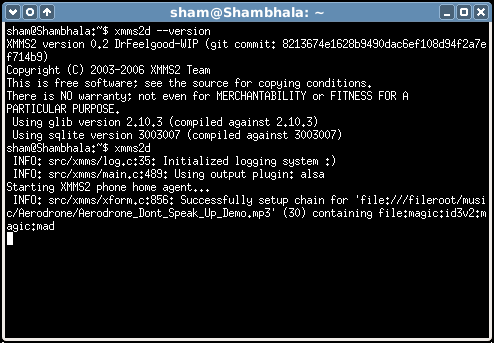 sham@Shambhala: ~
sham@Shambhala:~$ xmms2d --version
XMMS2 version 0.2 DrFeelgood-WIP (git commit: 8213674e1628b9490dac6ef108d94f2a7e
f714b9)
Copyright (C) 2003-2006 XMMS2 Team
This is free software; see the source for copying conditions.
There is NO warranty; not even for MERCHANTABILITY or FITNESS FOR A
PARTICULAR PURPOSE.
 Using glib version 2.10.3 (compiled against 2.10.3)
 Using sqlite version 3003007 (compiled against 3003007)
sham@Shambhala:~$ xmms2d
 INFO: src/xmms/log.c:35: Initialized logging system :)
 INFO: src/xmms/main.c:489: Using output plugin: alsa
Starting XMMS2 phone home agent...
 INFO: src/xmms/xform.c:856: Successfully setup chain for 'file:///fileroot/musi
c/Aerodrone/Aerodrone_Dont_Speak_Up_Demo.mp3' (30) containing file:magic:id3v2:m
agic:mad